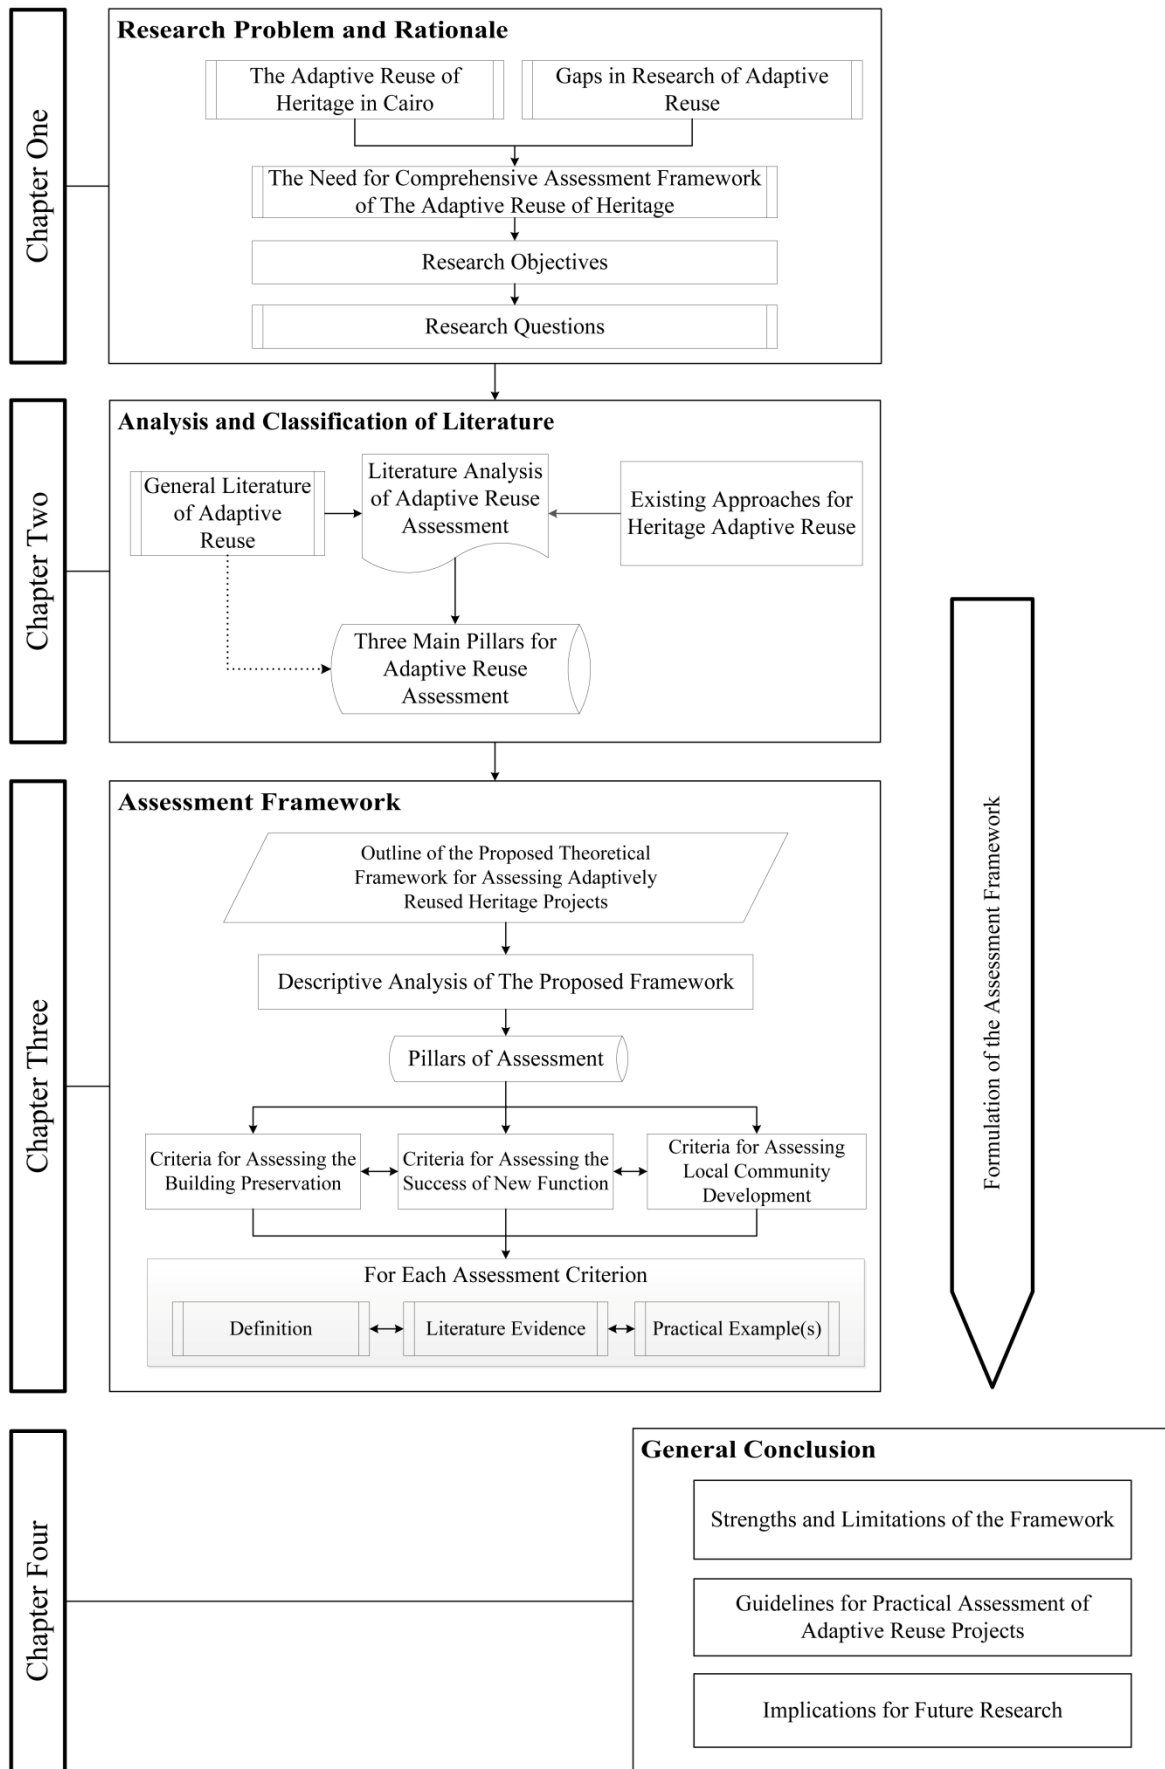 Chapter One
Research Problem and Rationale
The Adaptive Reuse of
Heritage in Cairo
Gaps in Research of Adaptive
Reuse
The Need for Comprehensive Assessment Framework
of The Adaptive Reuse of Heritage
Research Objectives
Research Questions
Chapter Two
Analysis and Classification of Literature
General Literature
of Adaptive
Reuse
Literature Analysis
of Adaptive Reuse
Assessment
Existing Approaches for
Heritage Adaptive Reuse
Three Main Pillars for
Adaptive Reuse
Assessment
Formulation of the Assessment Framework
Chapter Three
Assessment Framework
Outline of the Proposed Theoretical
Framework for Assessing Adaptively
Reused Heritage Projects
Descriptive Analysis of The Proposed Framework
Pillars of Assessment
Criteria for Assessing the
Building Preservation
Criteria for Assessing the
Success of New Function
Criteria for Assessing
Local Community
Development
For Each Assessment Criterion
Definition
Literature Evidence
Practical Example(s)
Chapter Four
General Conclusion
Strengths and Limitations of the Framework
Guidelines for Practical Assessment of
Adaptive Reuse Projects
Implications for Future Research